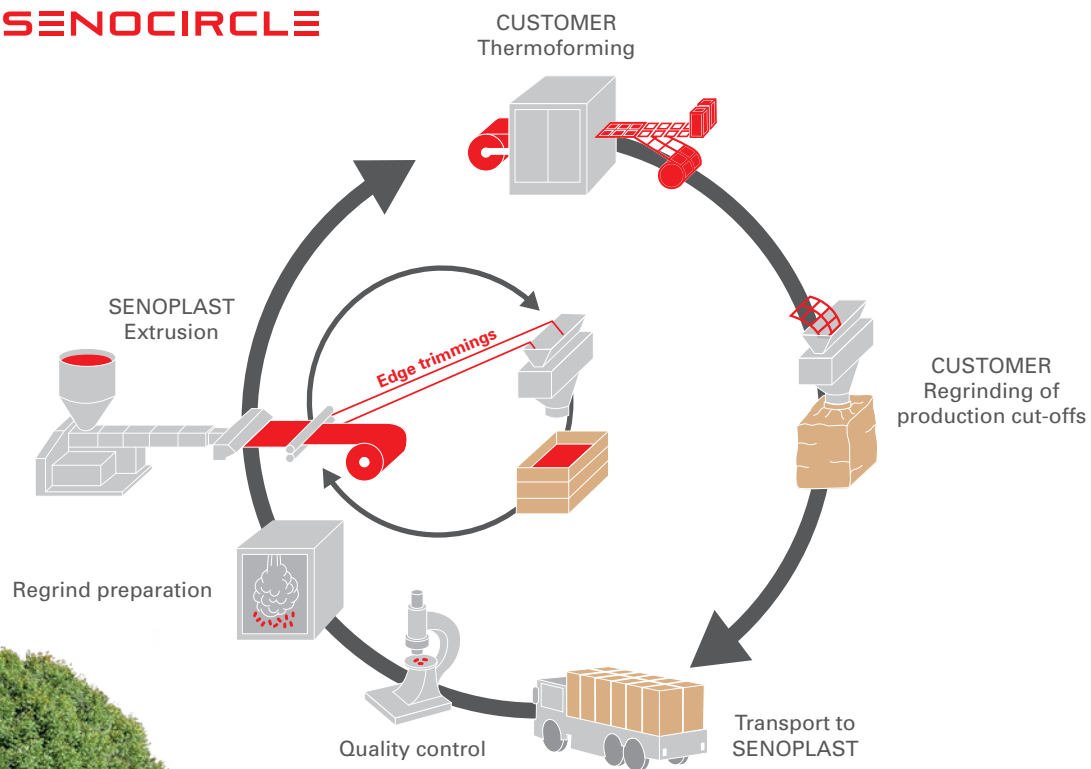 SENOCIRCLE
CUSTOMER
Thermoforming
SENOPLAST
Extrusion
Edge trimmings
CUSTOMER
Regrinding of
production cut-offs
Regrind preparation
Quality control
Transport to
SENOPLAST